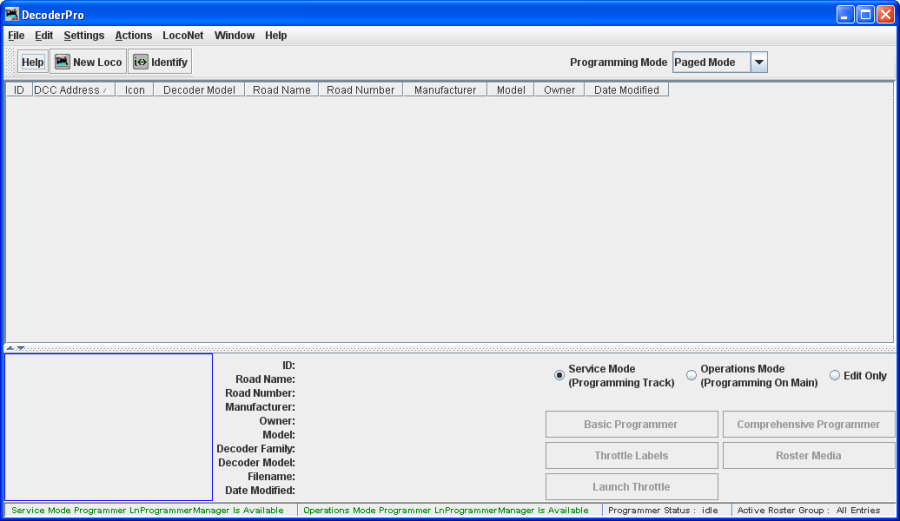 DecoderPro
File Edit Settings Actions LocoNet Window Help
Help New Loco Identify Programming Mode Paged Mode
ID DCC Address Icon Decoder Model Road Name Road Number Manufacturer Model Owner Date Modified
ID:
Road Name:
Road Number:
Manufacturer:
Owner:
Model:
Decoder Family:
Decoder Model:
Filename:
Date Modified:
Service Mode
(Programming Track)
Operations Mode
(Programming On Main)
Edit Only
Basic Programmer Comprehensive Programmer
Throttle Labels Roster Media
Launch Throttle
Service Mode Programmer LnProgrammerManager Is Available Operations Mode Programmer LnProgrammerManager Is Available Programmer Status : idle Active Roster Group : All Entries